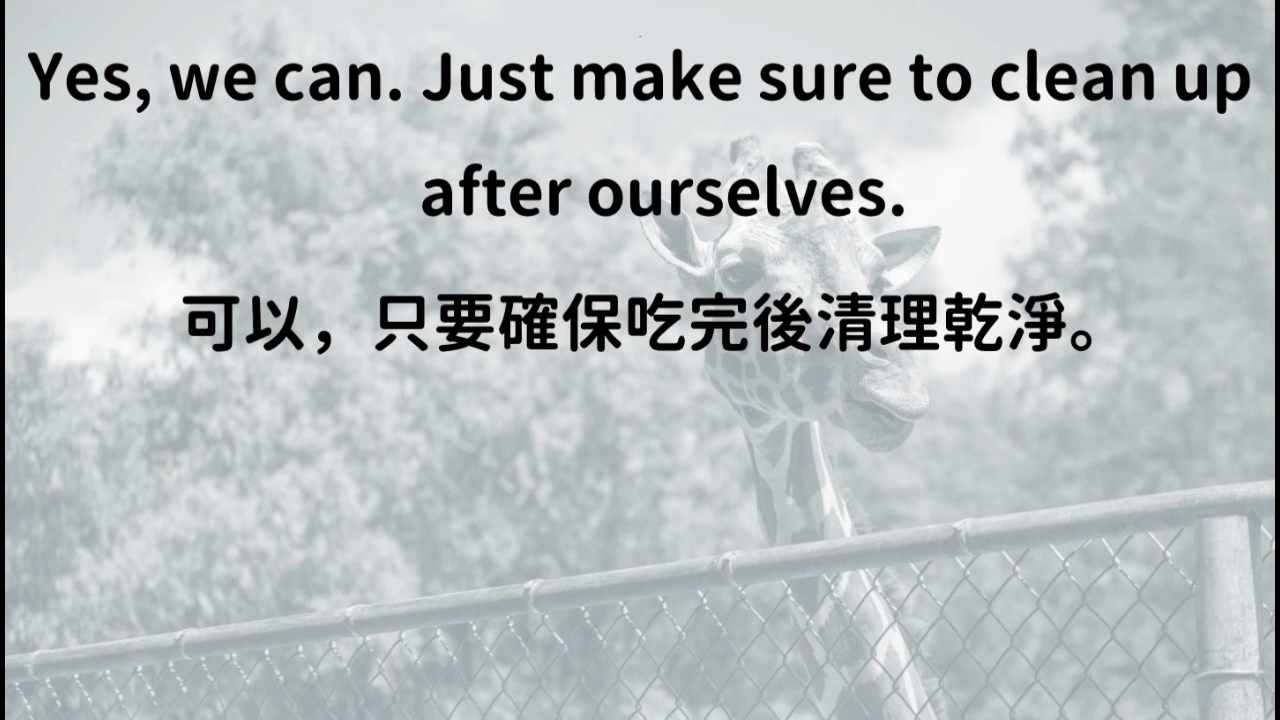 Yes, we can. Just make sure to clean up
after ourselves.
可以，只要確保吃完後清理乾淨。